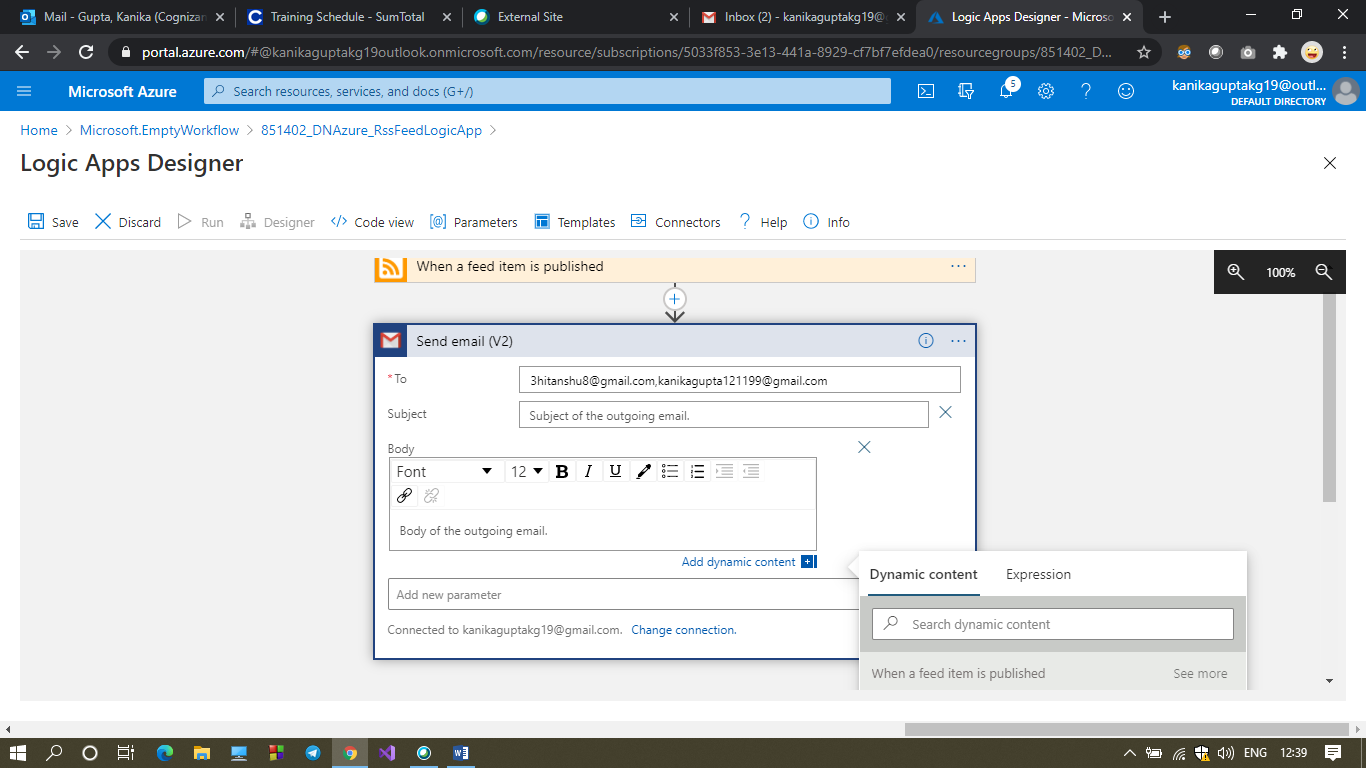 Mail - Gupta, Kanika (Cognizan
Training Schedule - SumTotal
External Site
Inbox (2) - kanikaguptakg19@
Logic Apps Designer - Microso
portal.azure.com/#@kanikaguptakg19outlook.onmicrosoft.com/resource/subscriptions/5033f853-3e13-441a-8929-cf7bf7efdea0/resourcegroups/851402_D...
Microsoft Azure
Search resources, services, and docs (G+/)
5
kanikaguptakg19@outl...
DEFAULT DIRECTORY
Home > Microsoft.EmptyWorkflow > 851402_DNAzure_RssFeedLogicApp >
Logic Apps Designer
Save Discard Run Designer Code view Parameters Templates Connectors Help Info
When a feed item is published
100%
Send email (V2)
* To
3hitanshu8@gmail.com,kanikagupta121199@gmail.com
Subject
Subject of the outgoing email.
Body
Font 12 B I U
Body of the outgoing email.
Add dynamic content
Dynamic content Expression
Add new parameter
Search dynamic content
Connected to kanikaguptakg19@gmail.com. Change connection.
When a feed item is published See more
ENG 12:39